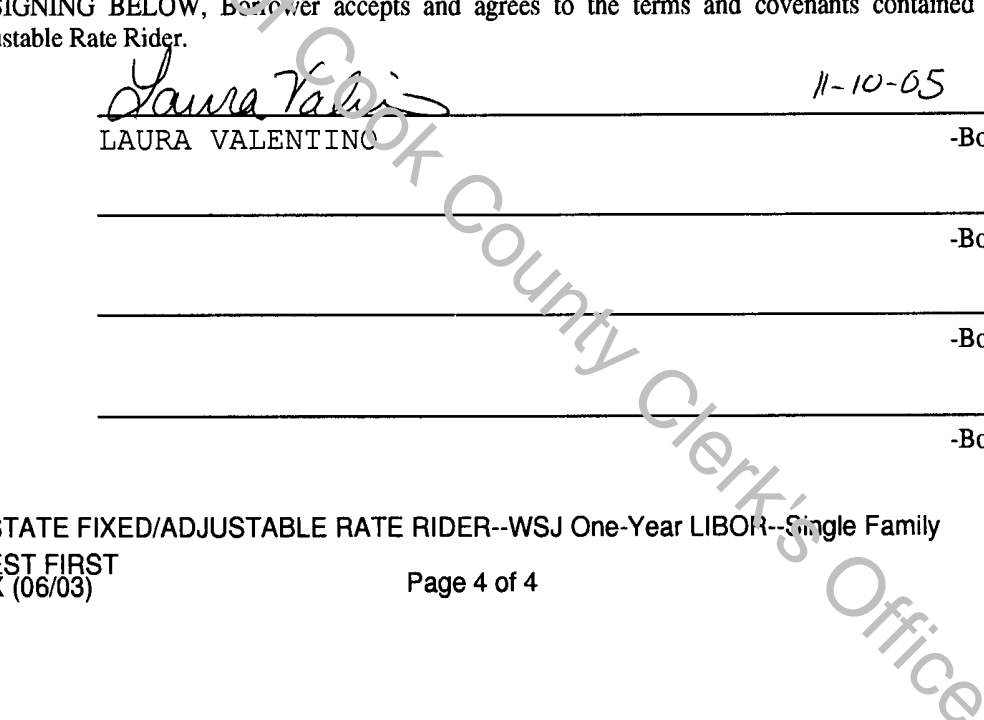 SIGNING BELOW, Borrower accepts and agrees to the terms and covenants contained
ustable Rate Rider.
Laura Valentino 11-10-05
LAURA VALENTINO -Bo
-Bo
-Bo
-Bo
STATE FIXED/ADJUSTABLE RATE RIDER--WSJ One-Year LIBOR--Single Family
EST FIRST
(06/03) Page 4 of 4
Cook County Clerk's Office